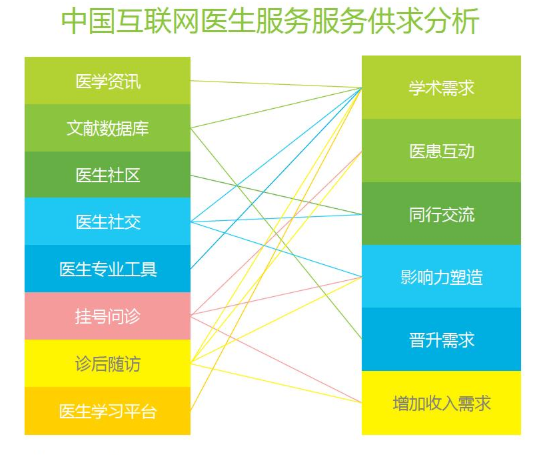 中国互联网医生服务服务供求分析
医学资讯
文献数据库
医生社区
医生社交
医生专业工具
挂号问诊
诊后随访
医生学习平台
学术需求
医患互动
同行交流
影响力塑造
晋升需求
增加收入需求